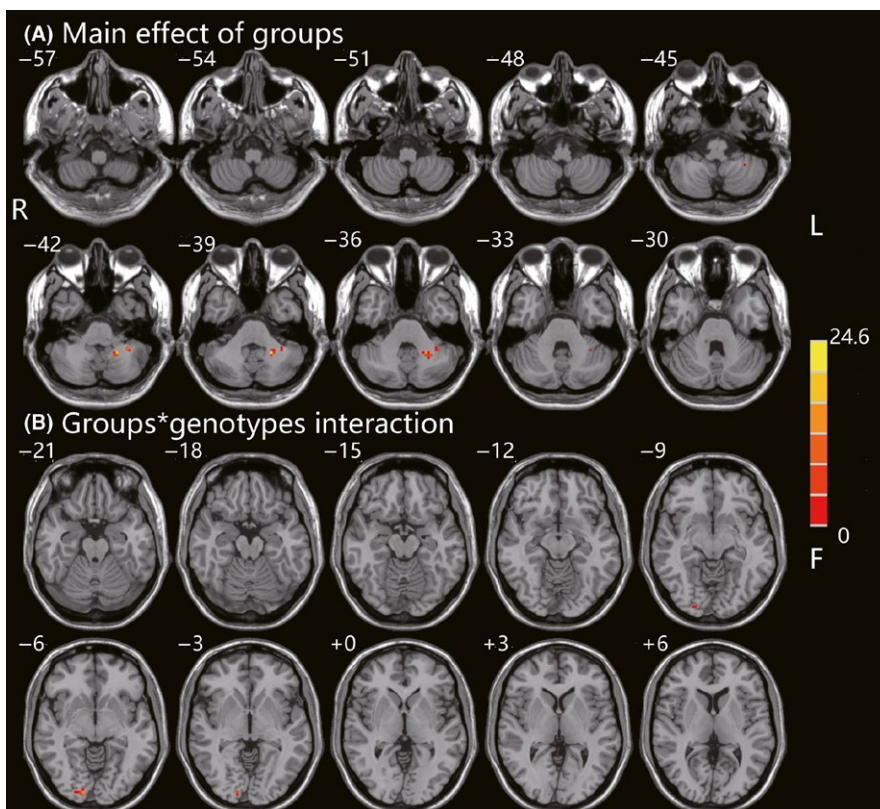 (A) Main effect of groups
−57 −54 −51 −48 −45
R L
−42 −39 −36 −33 −30
24.6
(B) Groups*genotypes interaction
−21 −18 −15 −12 −9
0
F
−6 −3 +0 +3 +6